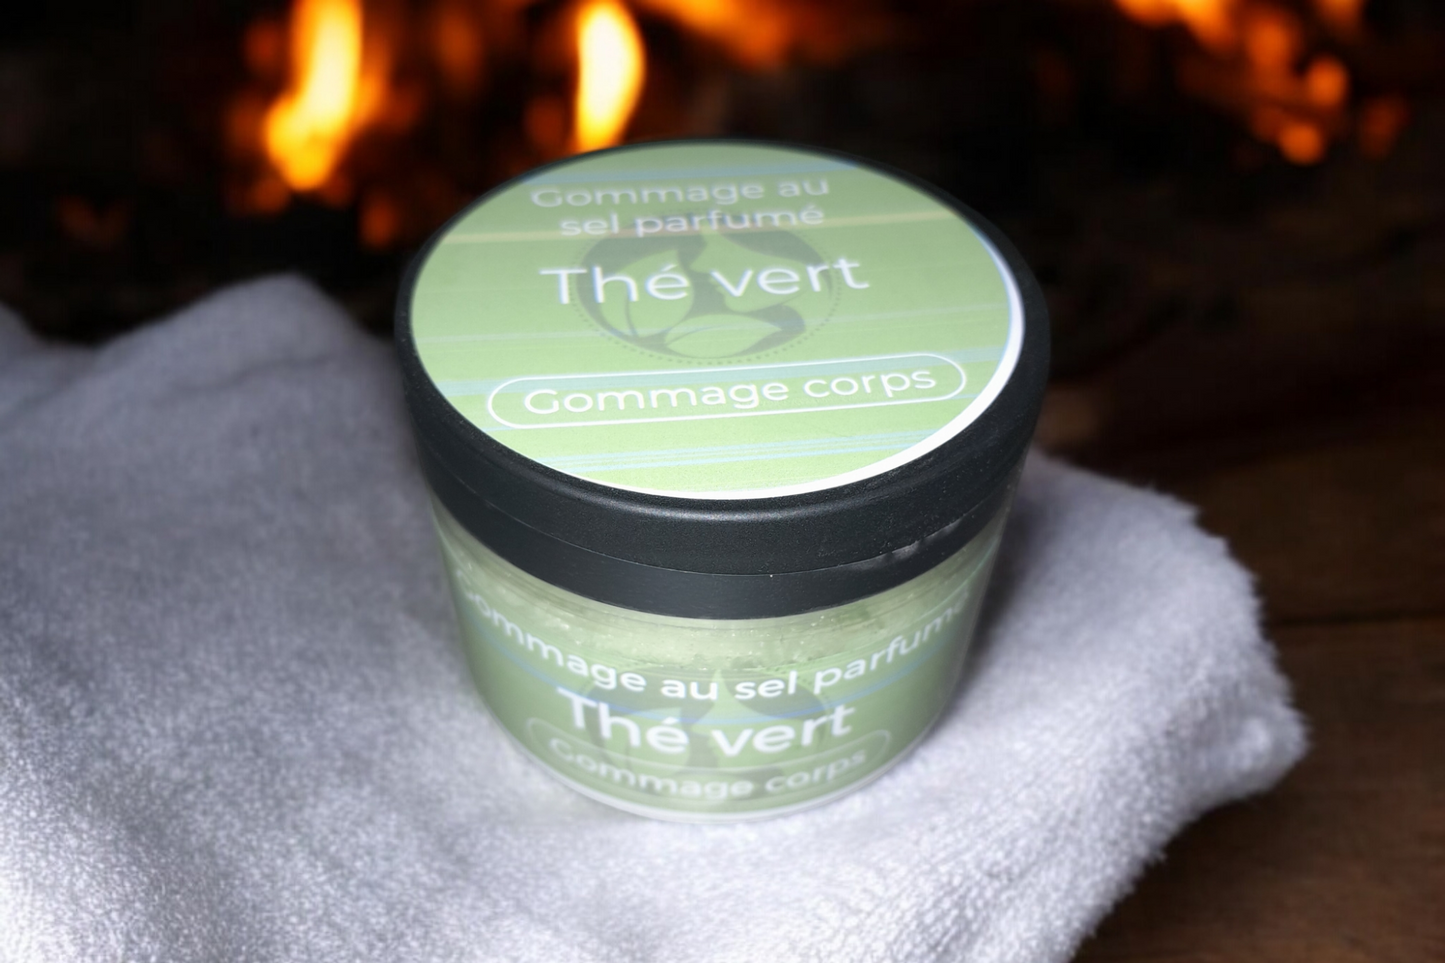 Gommage au
sel parfumé
Thé vert
Gommage corps
Gommage au sel parfumé
Thé vert
Gommage corps